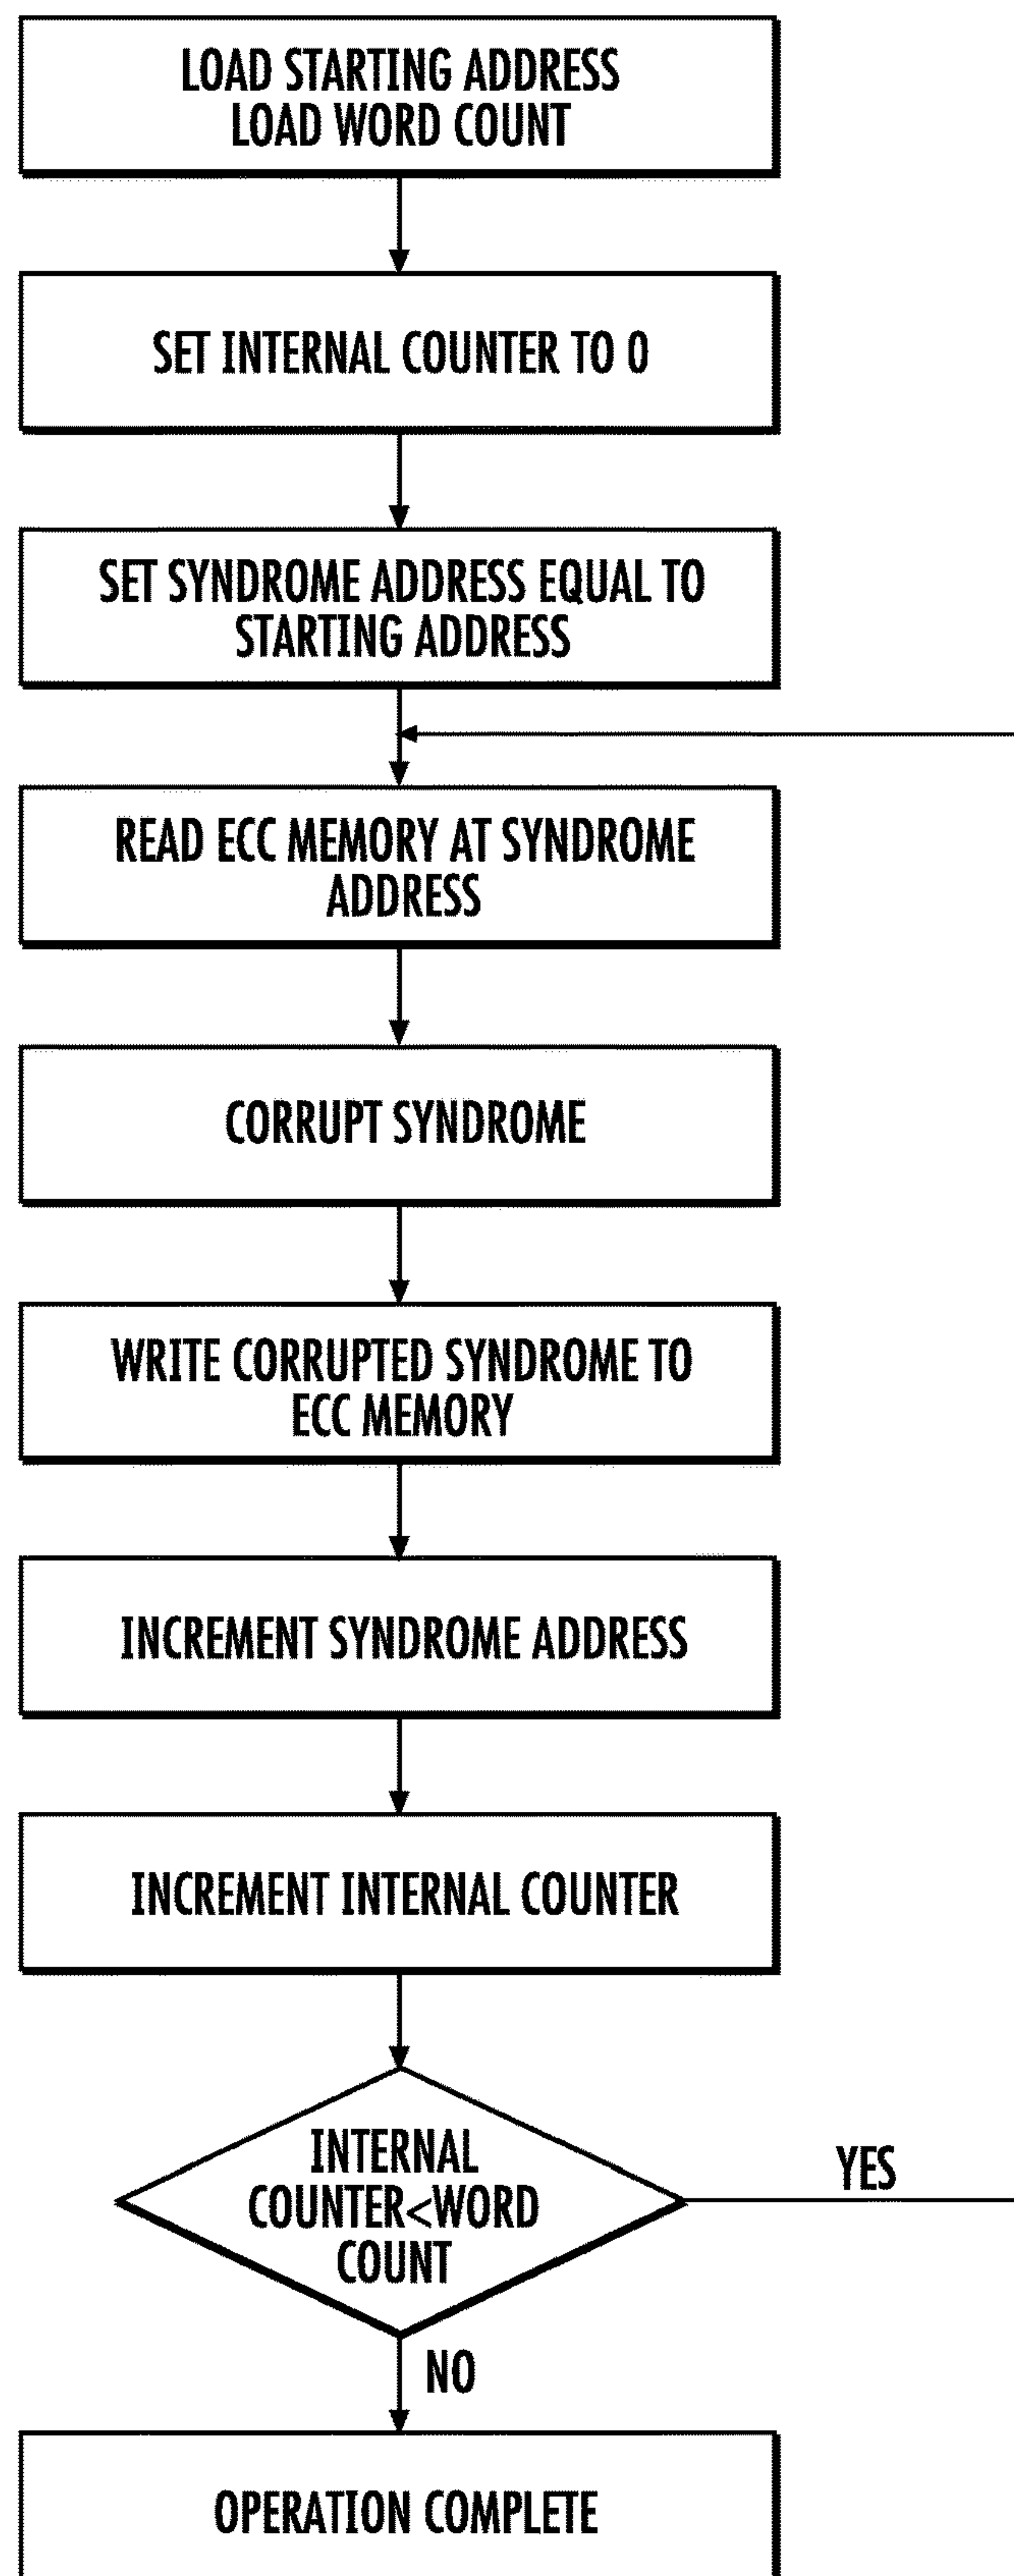 LOAD STARTING ADDRESS
LOAD WORD COUNT
SET INTERNAL COUNTER TO 0
SET SYNDROME ADDRESS EQUAL TO
STARTING ADDRESS
READ ECC MEMORY AT SYNDROME
ADDRESS
CORRUPT SYNDROME
WRITE CORRUPTED SYNDROME TO
ECC MEMORY
INCREMENT SYNDROME ADDRESS
INCREMENT INTERNAL COUNTER
INTERNAL
COUNTER<WORD
COUNT
YES
NO
OPERATION COMPLETE